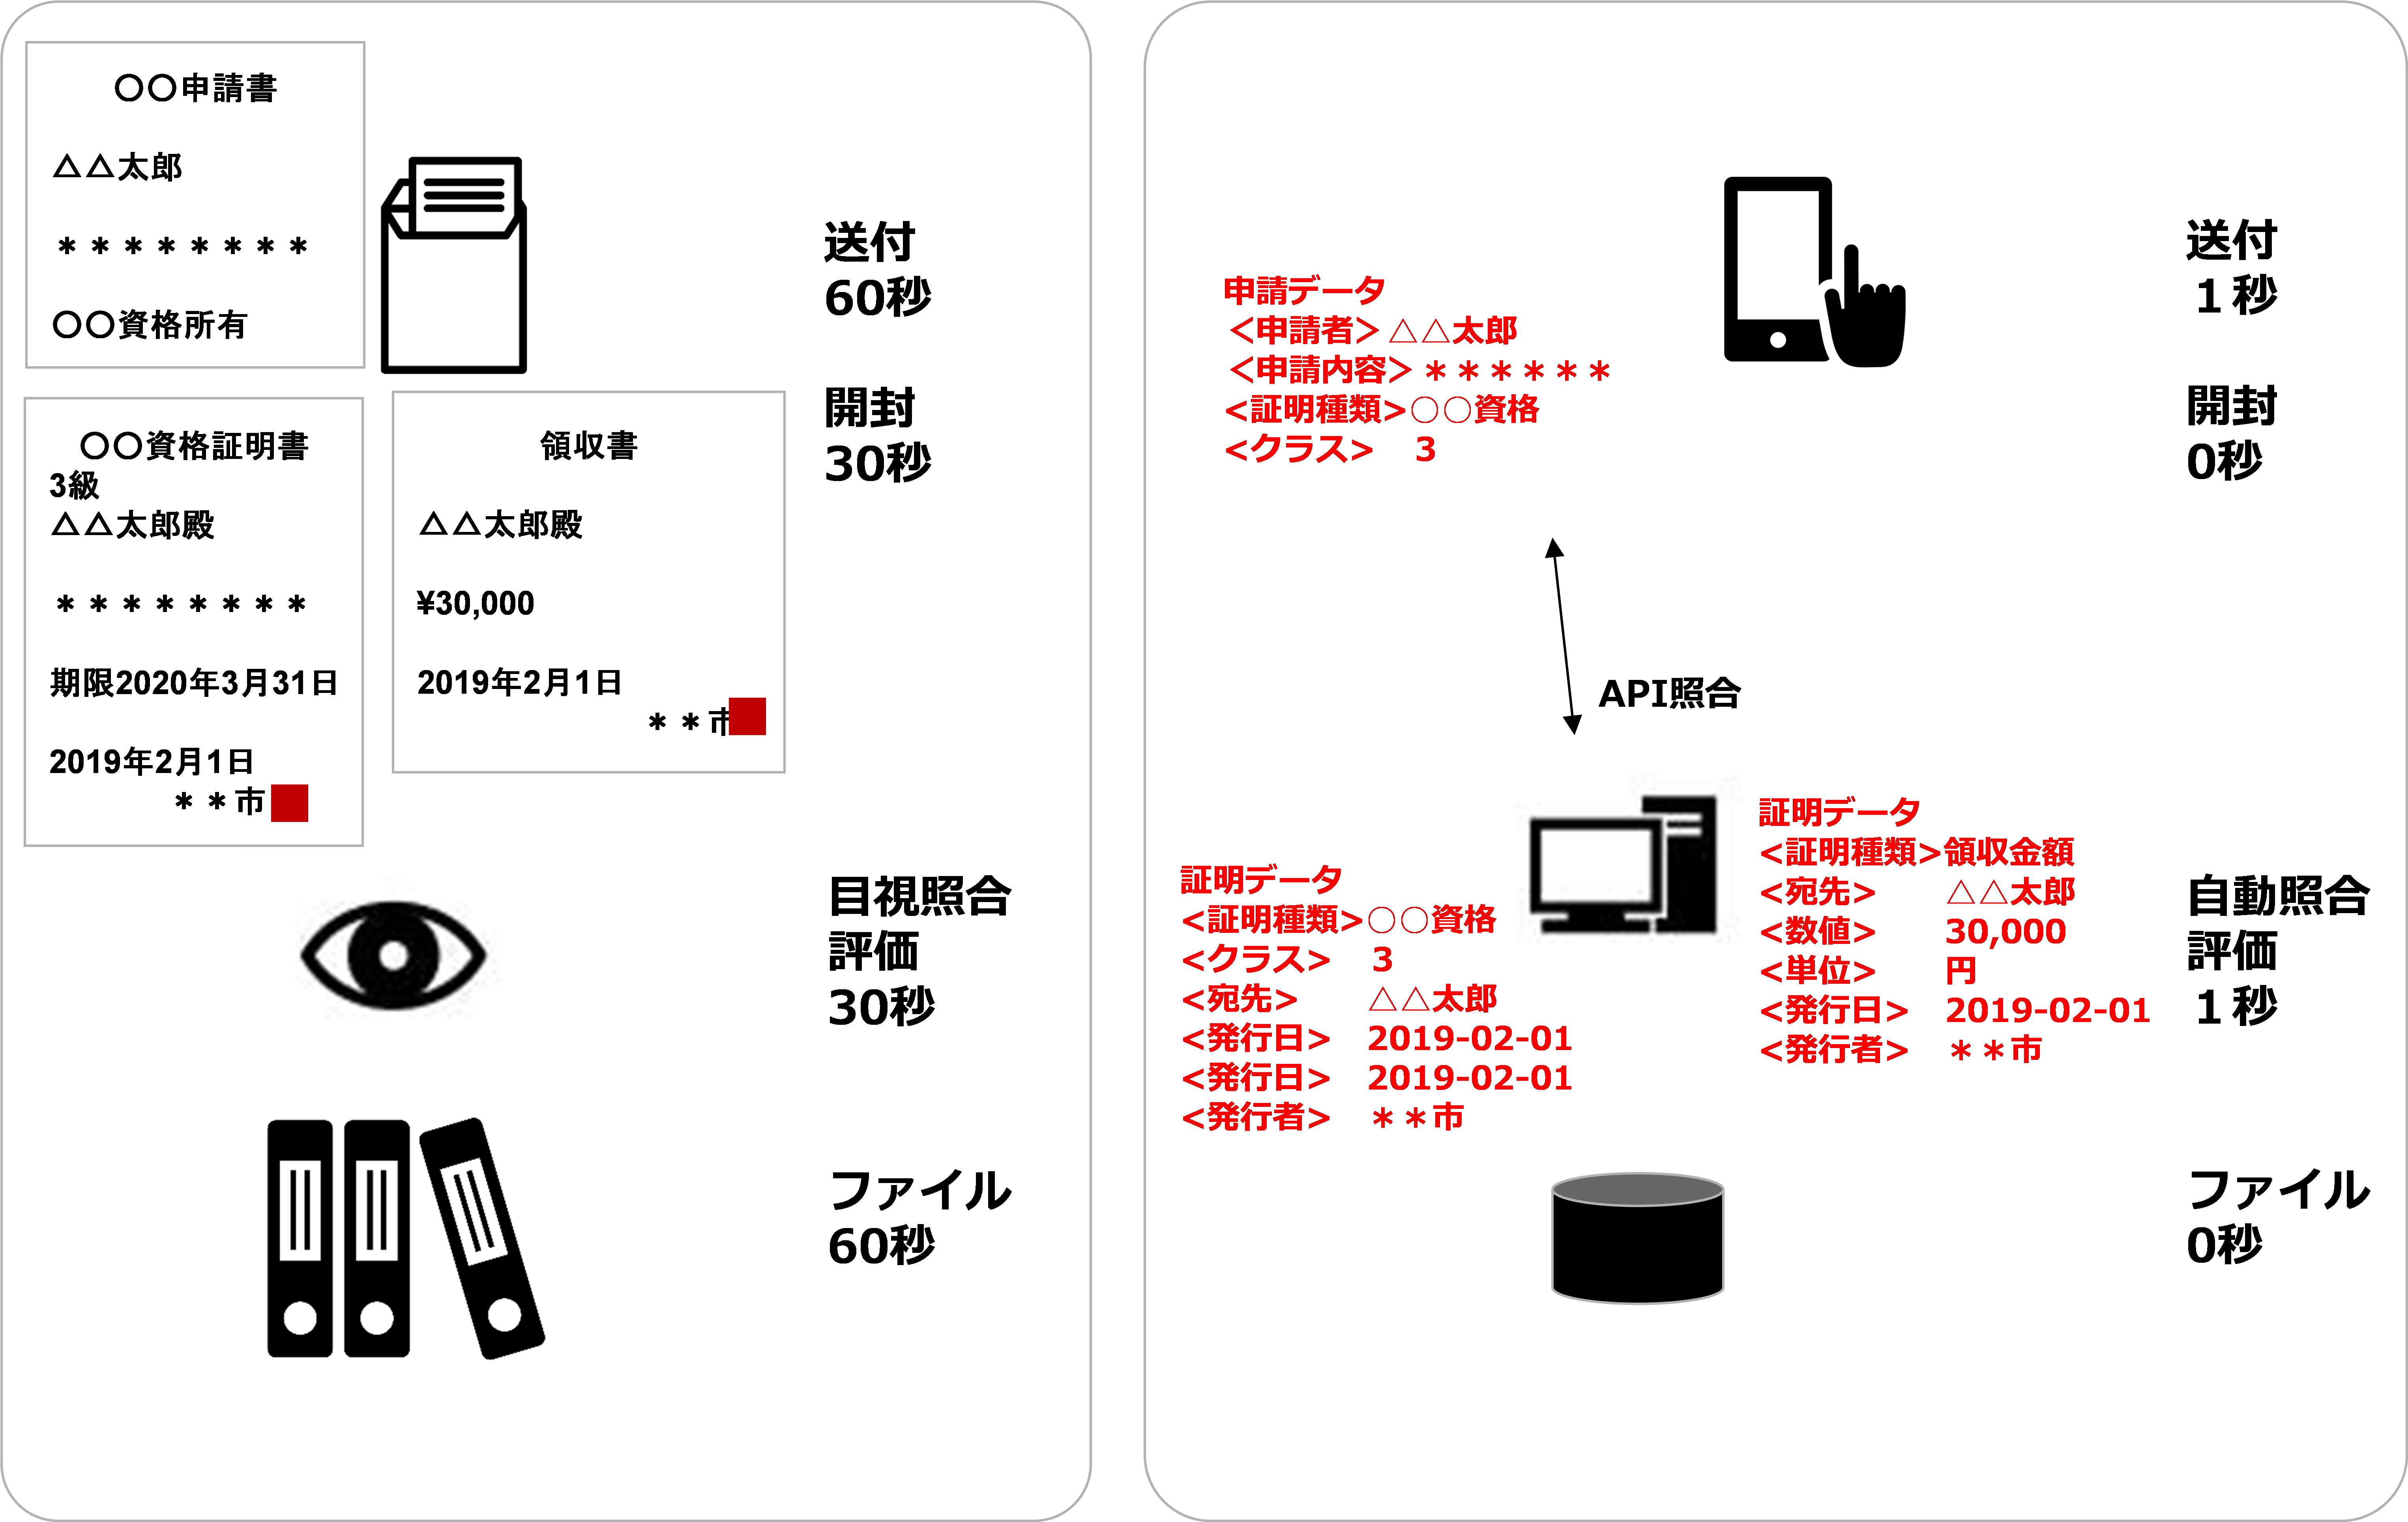 〇〇申請書
△△太郎
＊＊＊＊＊＊＊＊
〇〇資格所有
〇〇資格証明書
3級
△△太郎殿
＊＊＊＊＊＊＊＊
期限2020年3月31日
2019年2月1日
＊＊市
領収書
△△太郎殿
¥30,000
2019年2月1日
＊＊市
送付
60秒
開封
30秒
目視照合
評価
30秒
ファイル
60秒
申請データ
＜申請者＞△△太郎
＜申請内容＞＊＊＊＊＊＊
<証明種類>〇〇資格
<クラス>　3
送付
１秒
開封
0秒
API照合
証明データ
<証明種類>〇〇資格
<クラス>　3
<宛先>　△△太郎
<発行日>　2019-02-01
<発行日>　2019-02-01
<発行者>　＊＊市
証明データ
<証明種類>領収金額
<宛先>　△△太郎
<数値>　30,000
<単位>　円
<発行日>　2019-02-01
<発行者>　＊＊市
自動照合
評価
１秒
ファイル
0秒